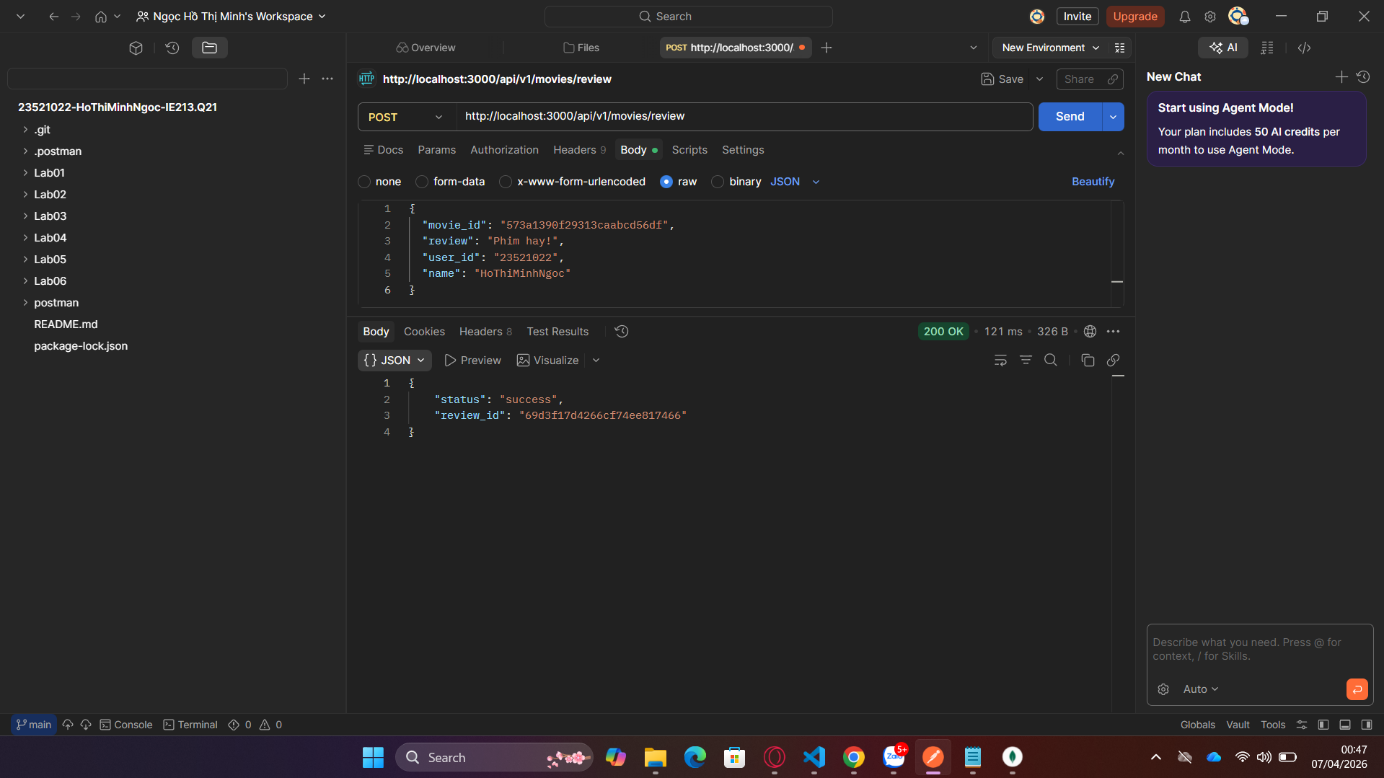 Ngọc Hồ Thị Minh's Workspace
Search
Invite
Upgrade
Overview
Files
POST http://localhost:3000/.
New Environment
AI
23521022-HoThiMinhNgoc-IE213.Q21
.git
.postman
Lab01
Lab02
Lab03
Lab04
Lab05
Lab06
postman
README.md
package-lock.json
HTTP
http://localhost:3000/api/v1/movies/review
Save
Share
POST
http://localhost:3000/api/v1/movies/review
Send
Docs
Params
Authorization
Headers 9
Body
Scripts
Settings
none
form-data
x-www-form-urlencoded
raw
binary
JSON
Beautify
1 {
2 "movie_id": "573a1390f29313caabcd56df",
3 "review": "Phim hay!",
4 "user_id": "23521022",
5 "name": "HoThiMinhNgoc"
6 }
Body
Cookies
Headers 8
Test Results
200 OK
121 ms
326 B
{} JSON
Preview
Visualize
1 {
2 "status": "success",
3 "review_id": "69d3f17d4266cf74ee817466"
4 }
New Chat
Start using Agent Mode!
Your plan includes 50 AI credits per
month to use Agent Mode.
Describe what you need. Press @ for
context, / for Skills.
Auto
main
Console
Terminal
0
0
Globals
Vault
Tools
Search
Zalo
5+
00:47
07/04/2026